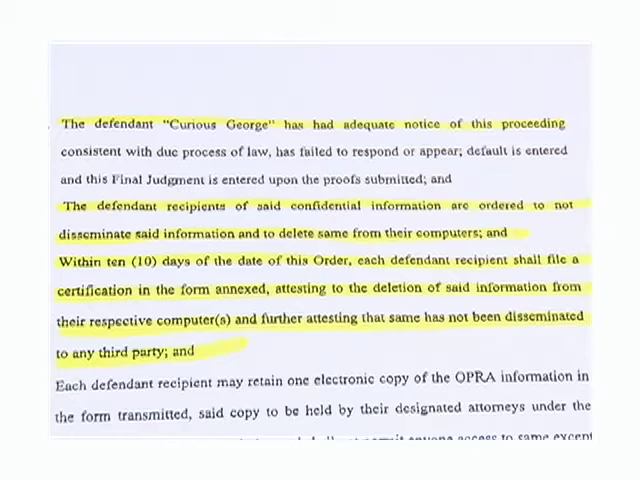 The defendant "Curious George" has had adequate notice of this proceeding
consistent with due process of law, has failed to respond or appear; default is entered
and this Final Judgment is entered upon the proofs submitted; and
The defendant recipients of said confidential information are ordered to not
disseminate said information and to delete same from their computers; and
Within ten (10) days of the date of this Order, each defendant recipient shall file a
certification in the form annexed, attesting to the deletion of said information from
their respective computer(s) and further attesting that same has not been disseminated
to any third party; and
Each defendant recipient may retain one electronic copy of the OPRA information in
the form transmitted, said copy to be held by their designated attorneys under the
permit anyone access to same except